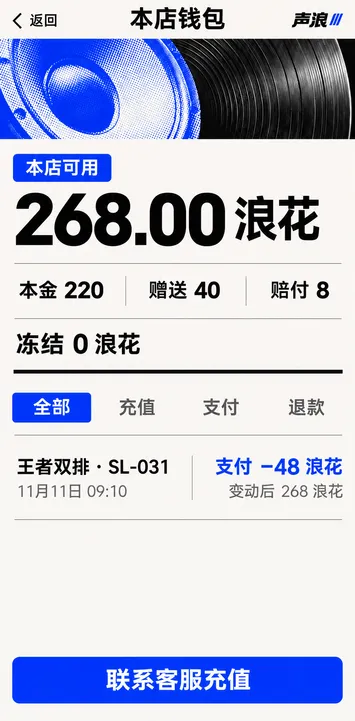 返回
本店钱包
声浪
本店可用
268.00 浪花
本金 220 赠送 40 赔付 8
冻结 0 浪花
全部 充值 支付 退款
王者双排 · SL-031 支付 -48 浪花
11月11日 09:10 变动后 268 浪花
联系客服充值